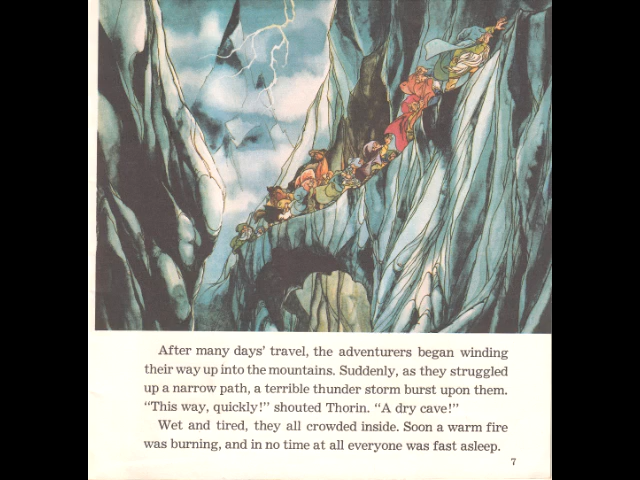 After many days’ travel, the adventurers began winding
their way up into the mountains. Suddenly, as they struggled
up a narrow path, a terrible thunder storm burst upon them.
“This way, quickly!” shouted Thorin. “A dry cave!”
Wet and tired, they all crowded inside. Soon a warm fire
was burning, and in no time at all everyone was fast asleep.
7